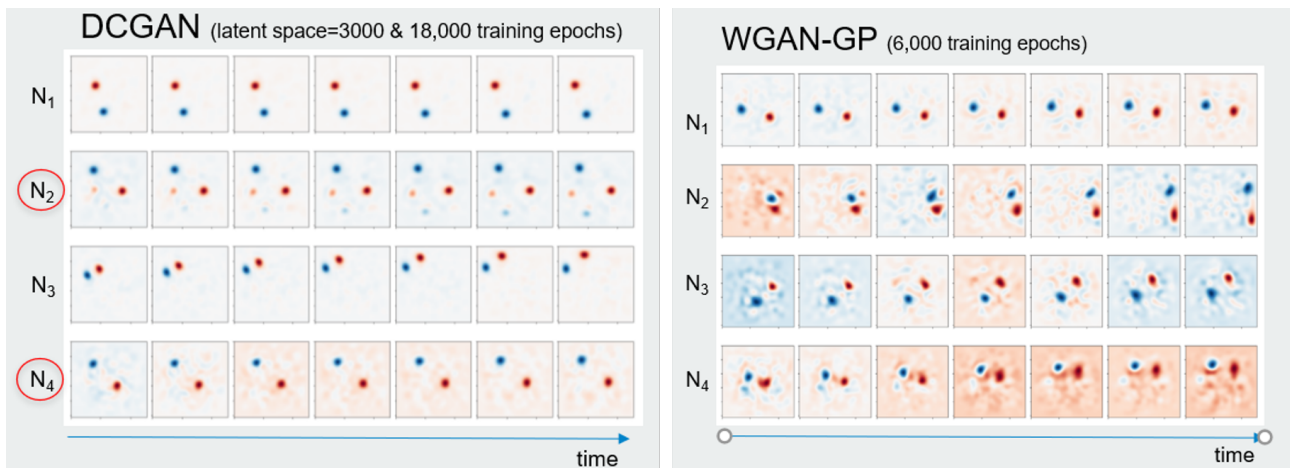 DCGAN (latent space=3000 & 18,000 training epochs)
N1
N2
N3
N4
time
WGAN-GP (6,000 training epochs)
N1
N2
N3
N4
time